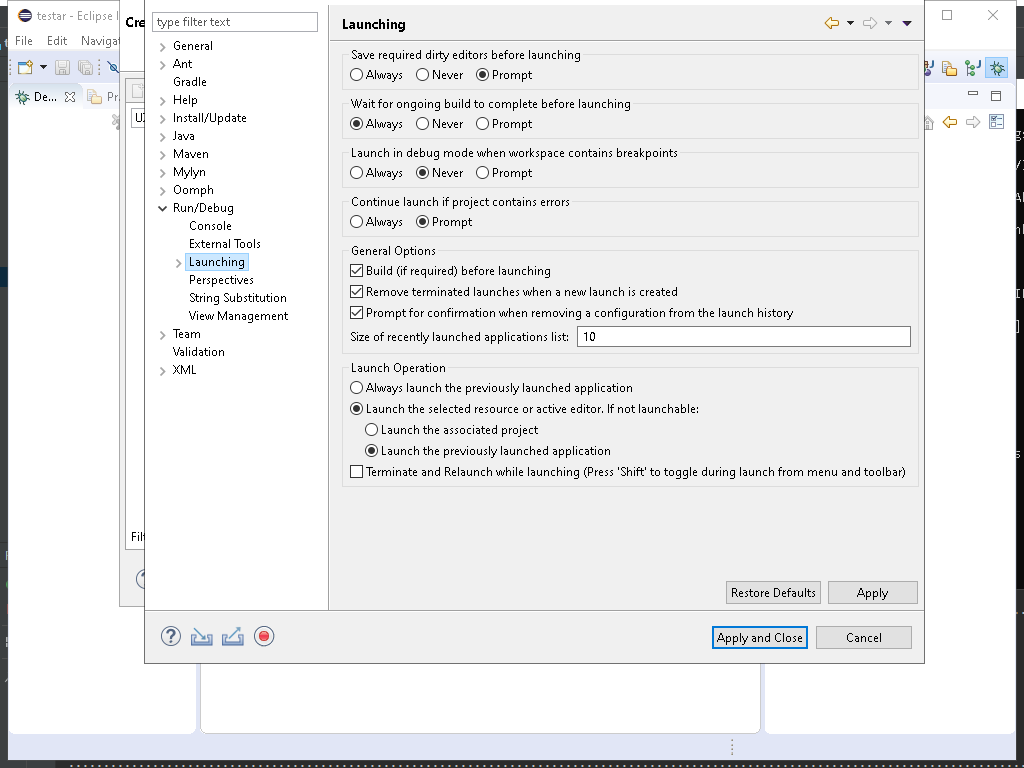 testar - Eclipse I
File Edit Navigat
De...
Pr
Cre
type filter text
General
Ant
Gradle
Help
Install/Update
Java
Maven
Mylyn
Oomph
Run/Debug
Console
External Tools
Launching
Perspectives
String Substitution
View Management
Team
Validation
XML
Filt
Launching
Save required dirty editors before launching
Always Never Prompt
Wait for ongoing build to complete before launching
Always Never Prompt
Launch in debug mode when workspace contains breakpoints
Always Never Prompt
Continue launch if project contains errors
Always Prompt
General Options
Build (if required) before launching
Remove terminated launches when a new launch is created
Prompt for confirmation when removing a configuration from the launch history
Size of recently launched applications list: 10
Launch Operation
Always launch the previously launched application
Launch the selected resource or active editor. If not launchable:
Launch the associated project
Launch the previously launched application
Terminate and Relaunch while launching (Press 'Shift' to toggle during launch from menu and toolbar)
Restore Defaults Apply
Apply and Close Cancel